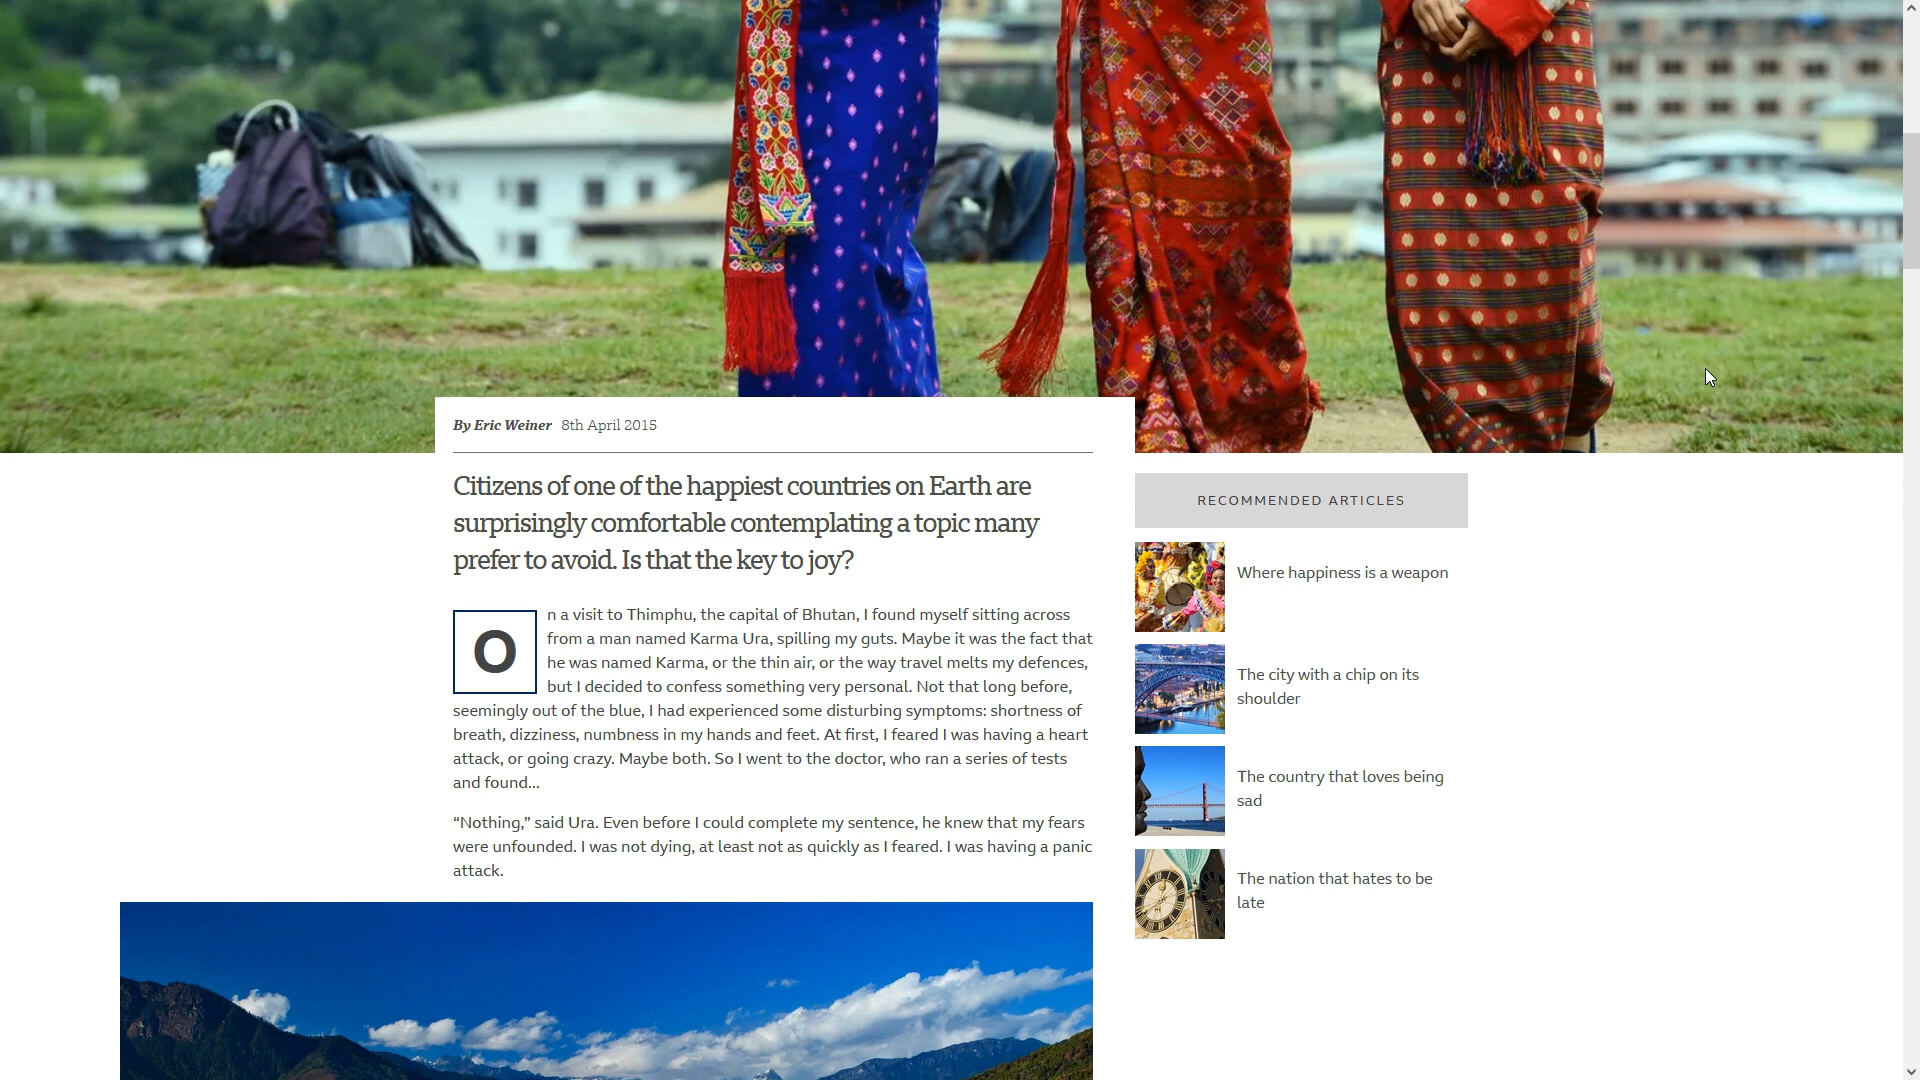 By Eric Weiner 8th April 2015
Citizens of one of the happiest countries on Earth are
surprisingly comfortable contemplating a topic many
prefer to avoid. Is that the key to joy?
On a visit to Thimphu, the capital of Bhutan, I found myself sitting across
from a man named Karma Ura, spilling my guts. Maybe it was the fact that
he was named Karma, or the thin air, or the way travel melts my defences,
but I decided to confess something very personal. Not that long before,
seemingly out of the blue, I had experienced some disturbing symptoms: shortness of
breath, dizziness, numbness in my hands and feet. At first, I feared I was having a heart
attack, or going crazy. Maybe both. So I went to the doctor, who ran a series of tests
and found...
“Nothing,” said Ura. Even before I could complete my sentence, he knew that my fears
were unfounded. I was not dying, at least not as quickly as I feared. I was having a panic
attack.
RECOMMENDED ARTICLES
Where happiness is a weapon
The city with a chip on its
shoulder
The country that loves being
sad
The nation that hates to be
late